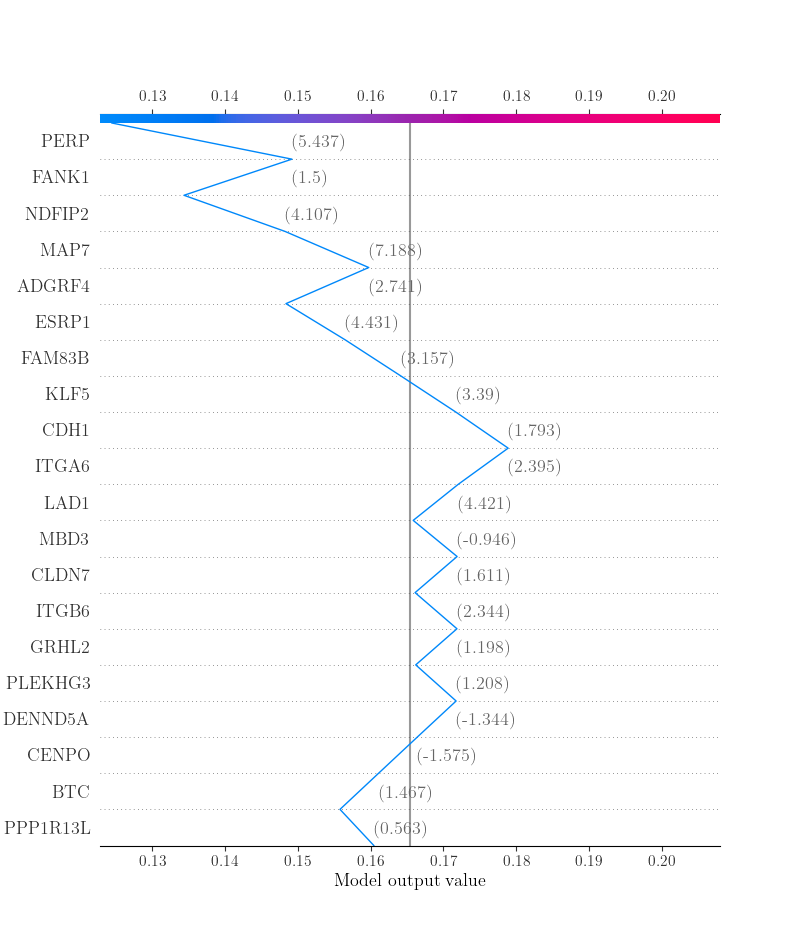 0.13 0.14 0.15 0.16 0.17 0.18 0.19 0.20
PERP (5.437)
FANK1 (1.5)
NDFIP2 (4.107)
MAP7 (7.188)
ADGRF4 (2.741)
ESRP1 (4.431)
FAM83B (3.157)
KLF5 (3.39)
CDH1 (1.793)
ITGA6 (2.395)
LAD1 (4.421)
MBD3 (-0.946)
CLDN7 (1.611)
ITGB6 (2.344)
GRHL2 (1.198)
PLEKHG3 (1.208)
DENND5A (-1.344)
CENPO (-1.575)
BTC (1.467)
PPP1R13L (0.563)
0.13 0.14 0.15 0.16 0.17 0.18 0.19 0.20
Model output value